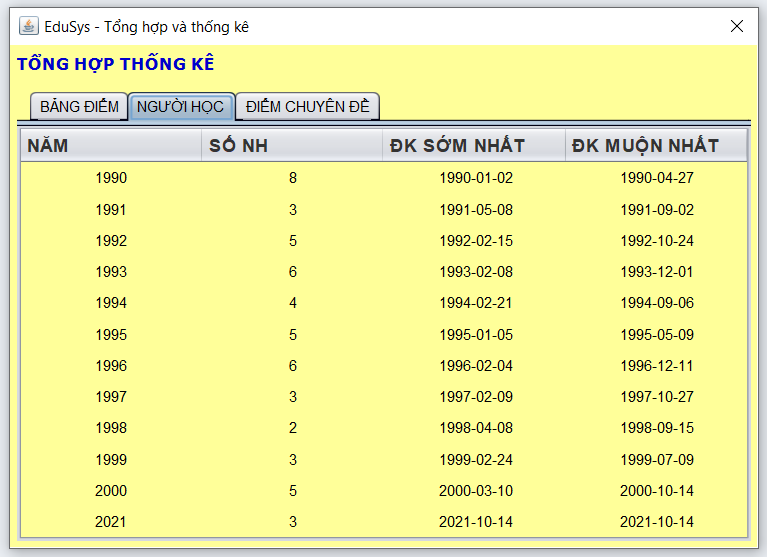 EduSys - Tổng hợp và thống kê
TỔNG HỢP THỐNG KÊ
BẢNG ĐIỂM NGƯỜI HỌC ĐIỂM CHUYÊN ĐỀ
NĂM SỐ NH ĐK SỚM NHẤT ĐK MUỘN NHẤT
1990 8 1990-01-02 1990-04-27
1991 3 1991-05-08 1991-09-02
1992 5 1992-02-15 1992-10-24
1993 6 1993-02-08 1993-12-01
1994 4 1994-02-21 1994-09-06
1995 5 1995-01-05 1995-05-09
1996 6 1996-02-04 1996-12-11
1997 3 1997-02-09 1997-10-27
1998 2 1998-04-08 1998-09-15
1999 3 1999-02-24 1999-07-09
2000 5 2000-03-10 2000-10-14
2021 3 2021-10-14 2021-10-14